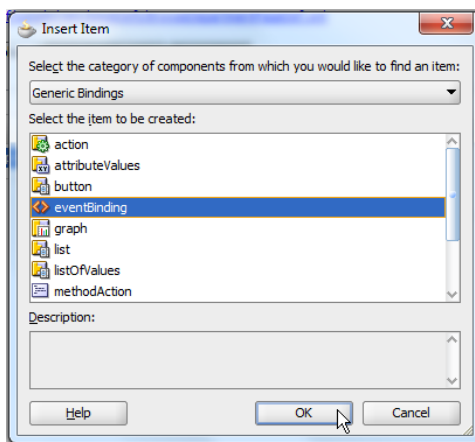 Insert Item
Select the category of components from which you would like to find an item:
Generic Bindings
Select the item to be created:
action
attributeValues
button
eventBinding
graph
list
listOfValues
methodAction
Description:
Help
OK
Cancel